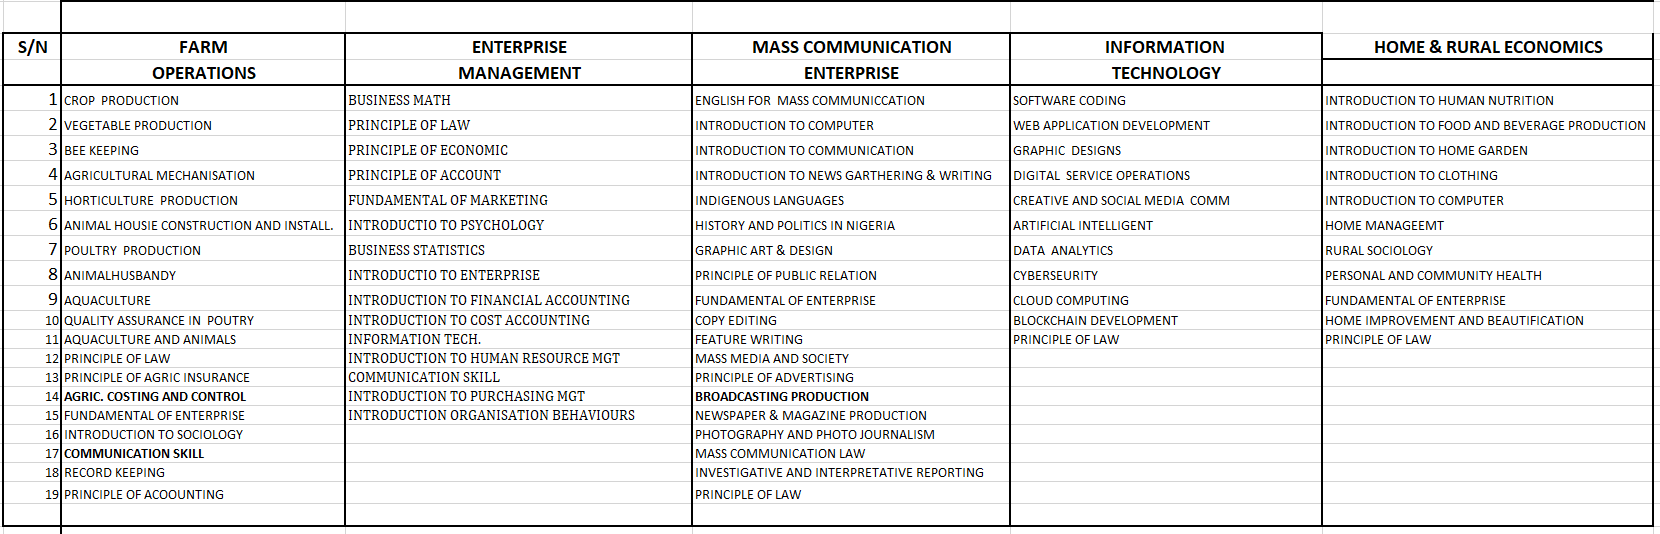 S/N FARM ENTERPRISE MASS COMMUNICATION INFORMATION HOME & RURAL ECONOMICS
OPERATIONS MANAGEMENT ENTERPRISE TECHNOLOGY
1 CROP PRODUCTION BUSINESS MATH ENGLISH FOR MASS COMMUNICCATION SOFTWARE CODING INTRODUCTION TO HUMAN NUTRITION
2 VEGETABLE PRODUCTION PRINCIPLE OF LAW INTRODUCTION TO COMPUTER WEB APPLICATION DEVELOPMENT INTRODUCTION TO FOOD AND BEVERAGE PRODUCTION
3 BEE KEEPING PRINCIPLE OF ECONOMIC INTRODUCTION TO COMMUNICATION GRAPHIC DESIGNS INTRODUCTION TO HOME GARDEN
4 AGRICULTURAL MECHANISATION PRINCIPLE OF ACCOUNT INTRODUCTION TO NEWS GARTHERING & WRITING DIGITAL SERVICE OPERATIONS INTRODUCTION TO CLOTHING
5 HORTICULTURE PRODUCTION FUNDAMENTAL OF MARKETING INDIGENOUS LANGUAGES CREATIVE AND SOCIAL MEDIA COMM INTRODUCTION TO COMPUTER
6 ANIMAL HOUSIE CONSTRUCTION AND INSTALL. INTRODUCTIO TO PSYCHOLOGY HISTORY AND POLITICS IN NIGERIA ARTIFICIAL INTELLIGENT HOME MANAGEEMT
7 POULTRY PRODUCTION BUSINESS STATISTICS GRAPHIC ART & DESIGN DATA ANALYTICS RURAL SOCIOLOGY
8 ANIMALHUSBANDY INTRODUCTIO TO ENTERPRISE PRINCIPLE OF PUBLIC RELATION CYBERSEURITY PERSONAL AND COMMUNITY HEALTH
9 AQUACULTURE INTRODUCTION TO FINANCIAL ACCOUNTING FUNDAMENTAL OF ENTERPRISE CLOUD COMPUTING FUNDAMENTAL OF ENTERPRISE
10 QUALITY ASSURANCE IN POUTRY INTRODUCTION TO COST ACCOUNTING COPY EDITING BLOCKCHAIN DEVELOPMENT HOME IMPROVEMENT AND BEAUTIFICATION
11 AQUACULTURE AND ANIMALS INFORMATION TECH. FEATURE WRITING PRINCIPLE OF LAW PRINCIPLE OF LAW
12 PRINCIPLE OF LAW INTRODUCTION TO HUMAN RESOURCE MGT MASS MEDIA AND SOCIETY
13 PRINCIPLE OF AGRIC INSURANCE COMMUNICATION SKILL PRINCIPLE OF ADVERTISING
14 AGRIC. COSTING AND CONTROL INTRODUCTION TO PURCHASING MGT BROADCASTING PRODUCTION
15 FUNDAMENTAL OF ENTERPRISE INTRODUCTION ORGANISATION BEHAVIOURS NEWSPAPER & MAGAZINE PRODUCTION
16 INTRODUCTION TO SOCIOLOGY PHOTOGRAPHY AND PHOTO JOURNALISM
17 COMMUNICATION SKILL MASS COMMUNICATION LAW
18 RECORD KEEPING INVESTIGATIVE AND INTERPRETATIVE REPORTING
19 PRINCIPLE OF ACOOUNTING PRINCIPLE OF LAW